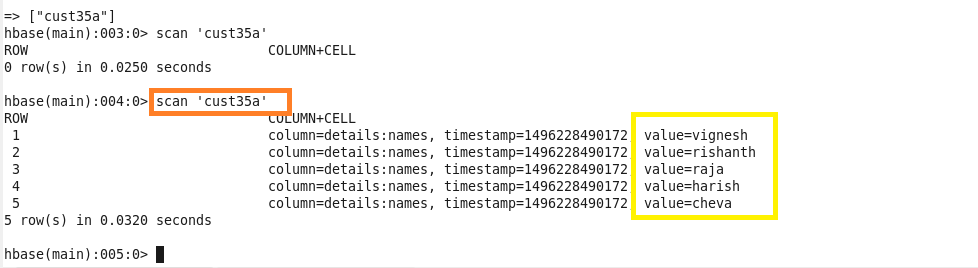 => ["cust35a"]
hbase(main):003:0> scan 'cust35a'
ROW COLUMN+CELL
0 row(s) in 0.0250 seconds
hbase(main):004:0> scan 'cust35a'
ROW COLUMN+CELL
1 column=details:names, timestamp=1496228490172 value=vignesh
2 column=details:names, timestamp=1496228490172 value=rishanth
3 column=details:names, timestamp=1496228490172 value=raja
4 column=details:names, timestamp=1496228490172 value=harish
5 column=details:names, timestamp=1496228490172 value=cheva
5 row(s) in 0.0320 seconds
hbase(main):005:0>